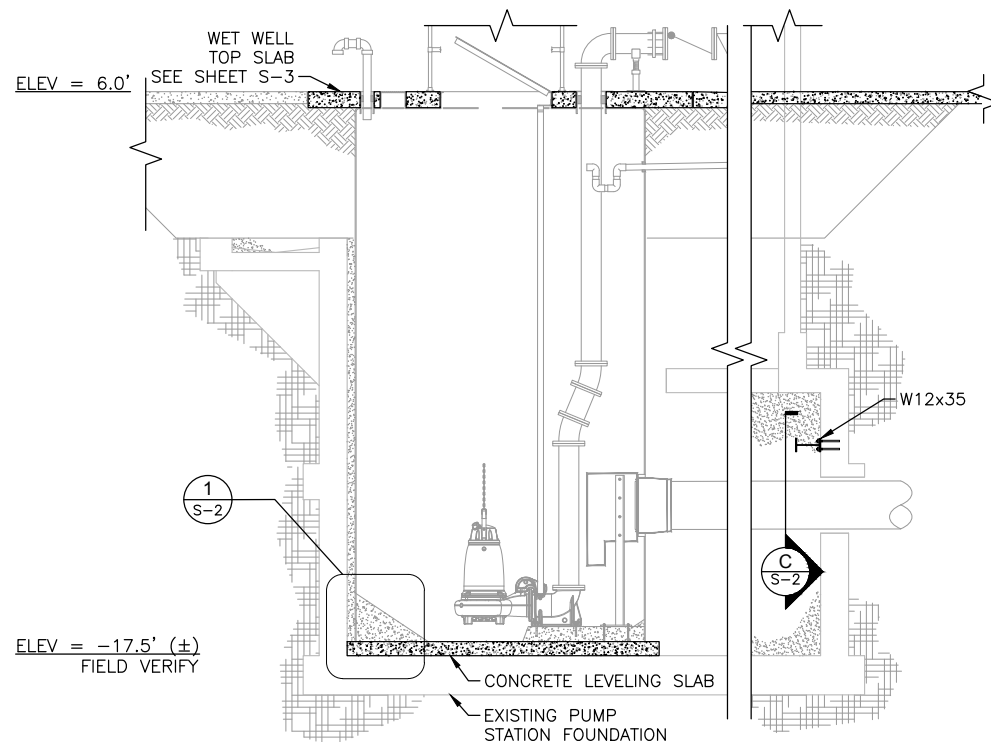 WET WELL
TOP SLAB
SEE SHEET S-3
ELEV = 6.0'
W12x35
1
S-2
C
S-2
ELEV = -17.5' (±)
FIELD VERIFY
CONCRETE LEVELING SLAB
EXISTING PUMP
STATION FOUNDATION